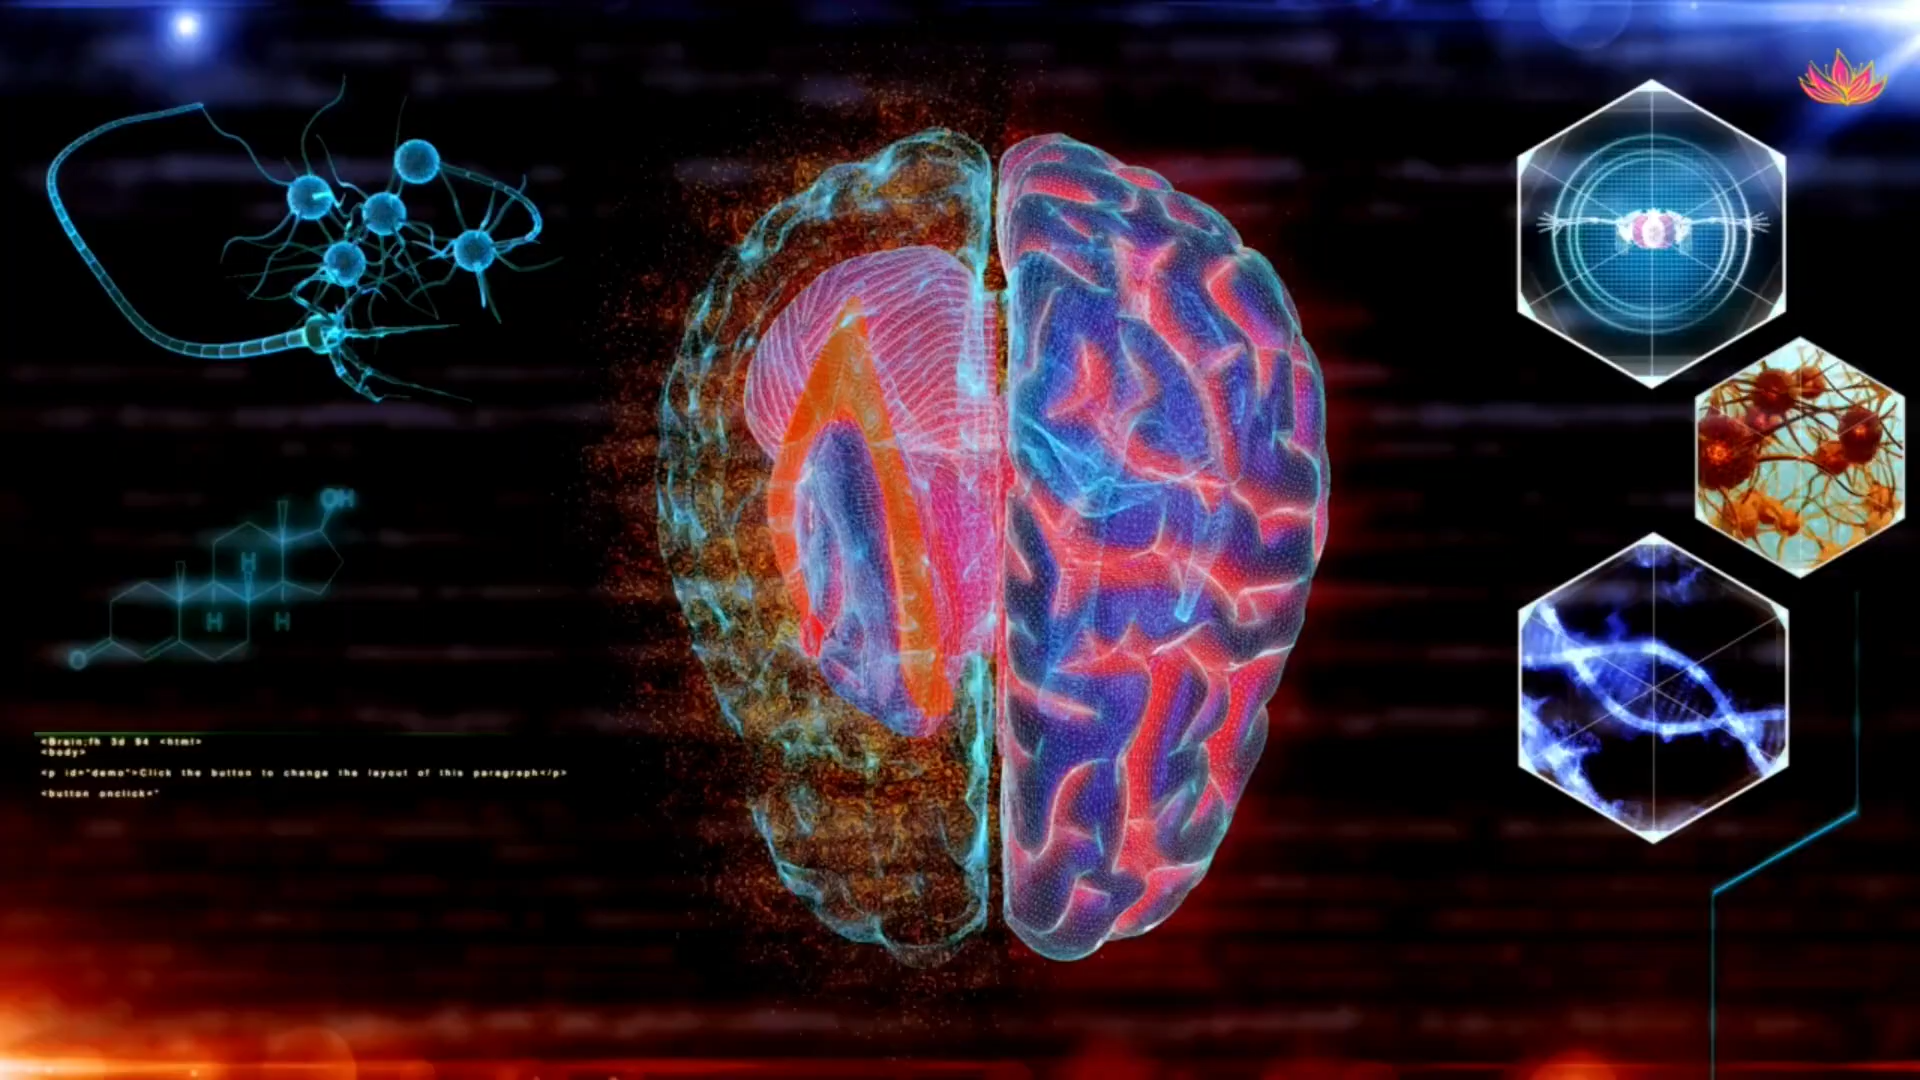 OH
H
H
H
O
<Brain;fh 3d 94 <html>
<body>
<p id="demo">Click the button to change the layout of this paragraph</p>
<button onclick="